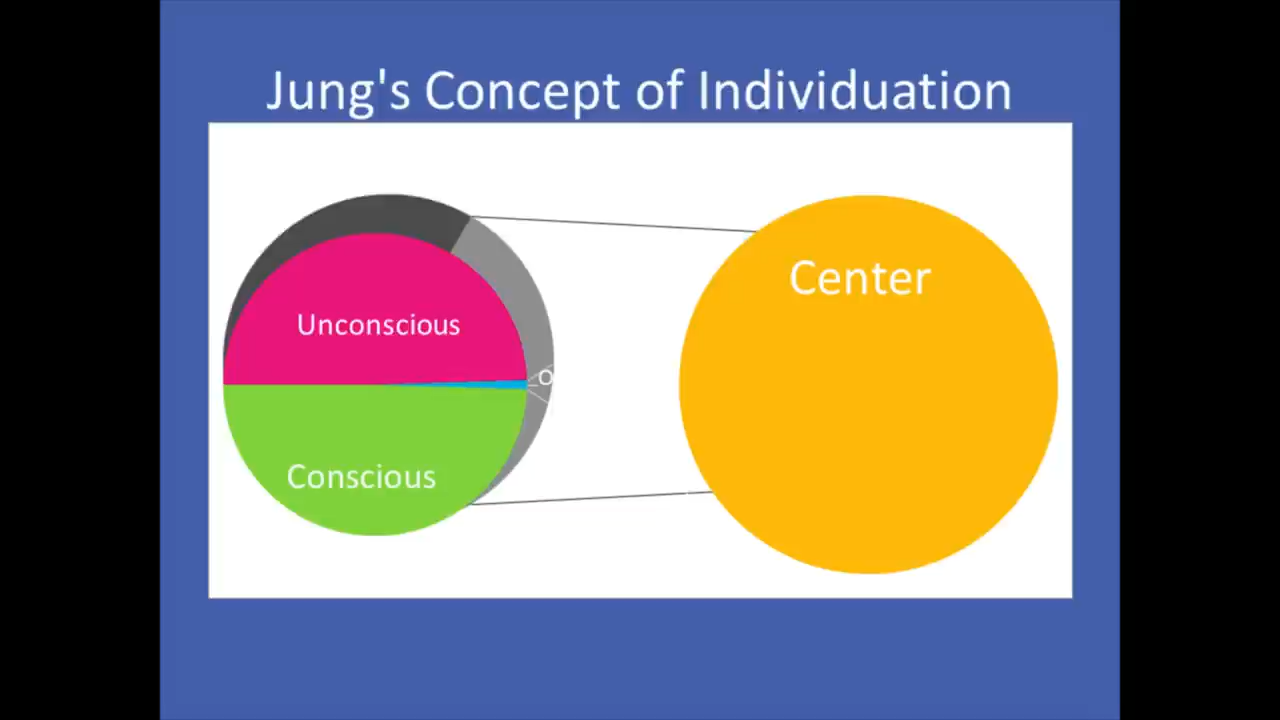 Jung's Concept of Individuation
Center
Unconscious
O
Conscious